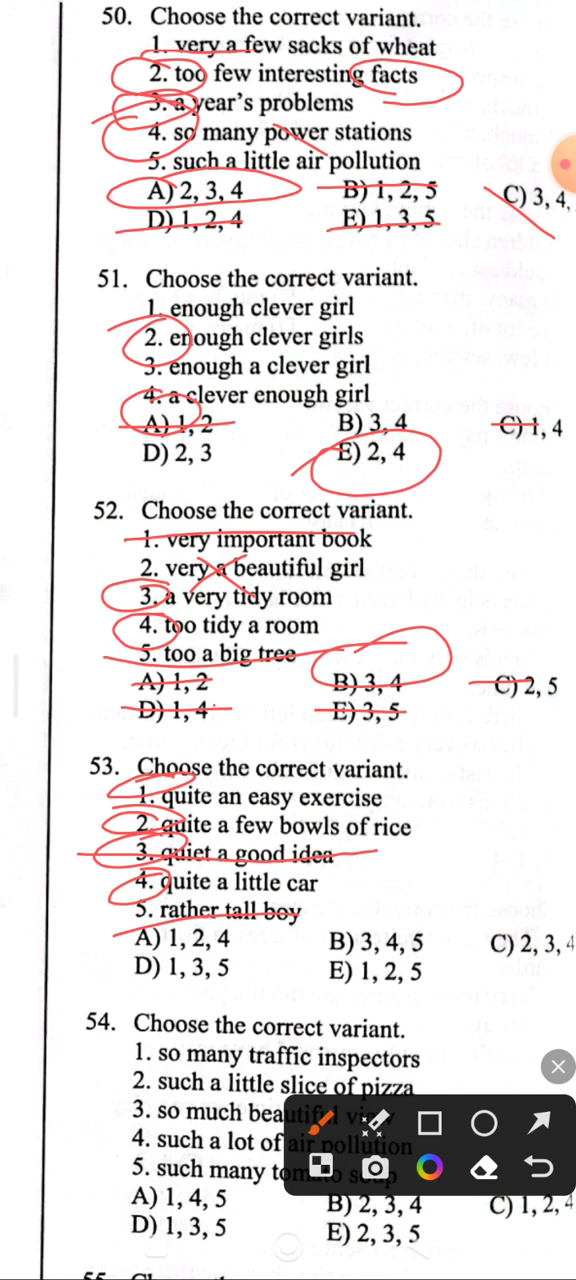 50. Choose the correct variant.
1. very a few sacks of wheat
2. too few interesting facts
3. a year's problems
4. so many power stations
5. such a little air pollution
A) 2, 3, 4 B) 1, 2, 5 C) 3, 4,
D) 1, 2, 4 E) 1, 3, 5
51. Choose the correct variant.
1. enough clever girl
2. enough clever girls
3. enough a clever girl
4. a clever enough girl
A) 1, 2 B) 3, 4 C) 1, 4
D) 2, 3 E) 2, 4
52. Choose the correct variant.
1. very important book
2. very a beautiful girl
3. a very tidy room
4. too tidy a room
5. too a big tree
A) 1, 2 B) 3, 4 C) 2, 5
D) 1, 4 E) 3, 5
53. Choose the correct variant.
1. quite an easy exercise
2. quite a few bowls of rice
3. quiet a good idea
4. quite a little car
5. rather tall boy
A) 1, 2, 4 B) 3, 4, 5 C) 2, 3, 4
D) 1, 3, 5 E) 1, 2, 5
54. Choose the correct variant.
1. so many traffic inspectors
2. such a little slice of pizza
3. so much beautiful view
4. such a lot of air pollution
5. such many tomato soup
A) 1, 4, 5 B) 2, 3, 4 C) 1, 2, 4
D) 1, 3, 5 E) 2, 3, 5